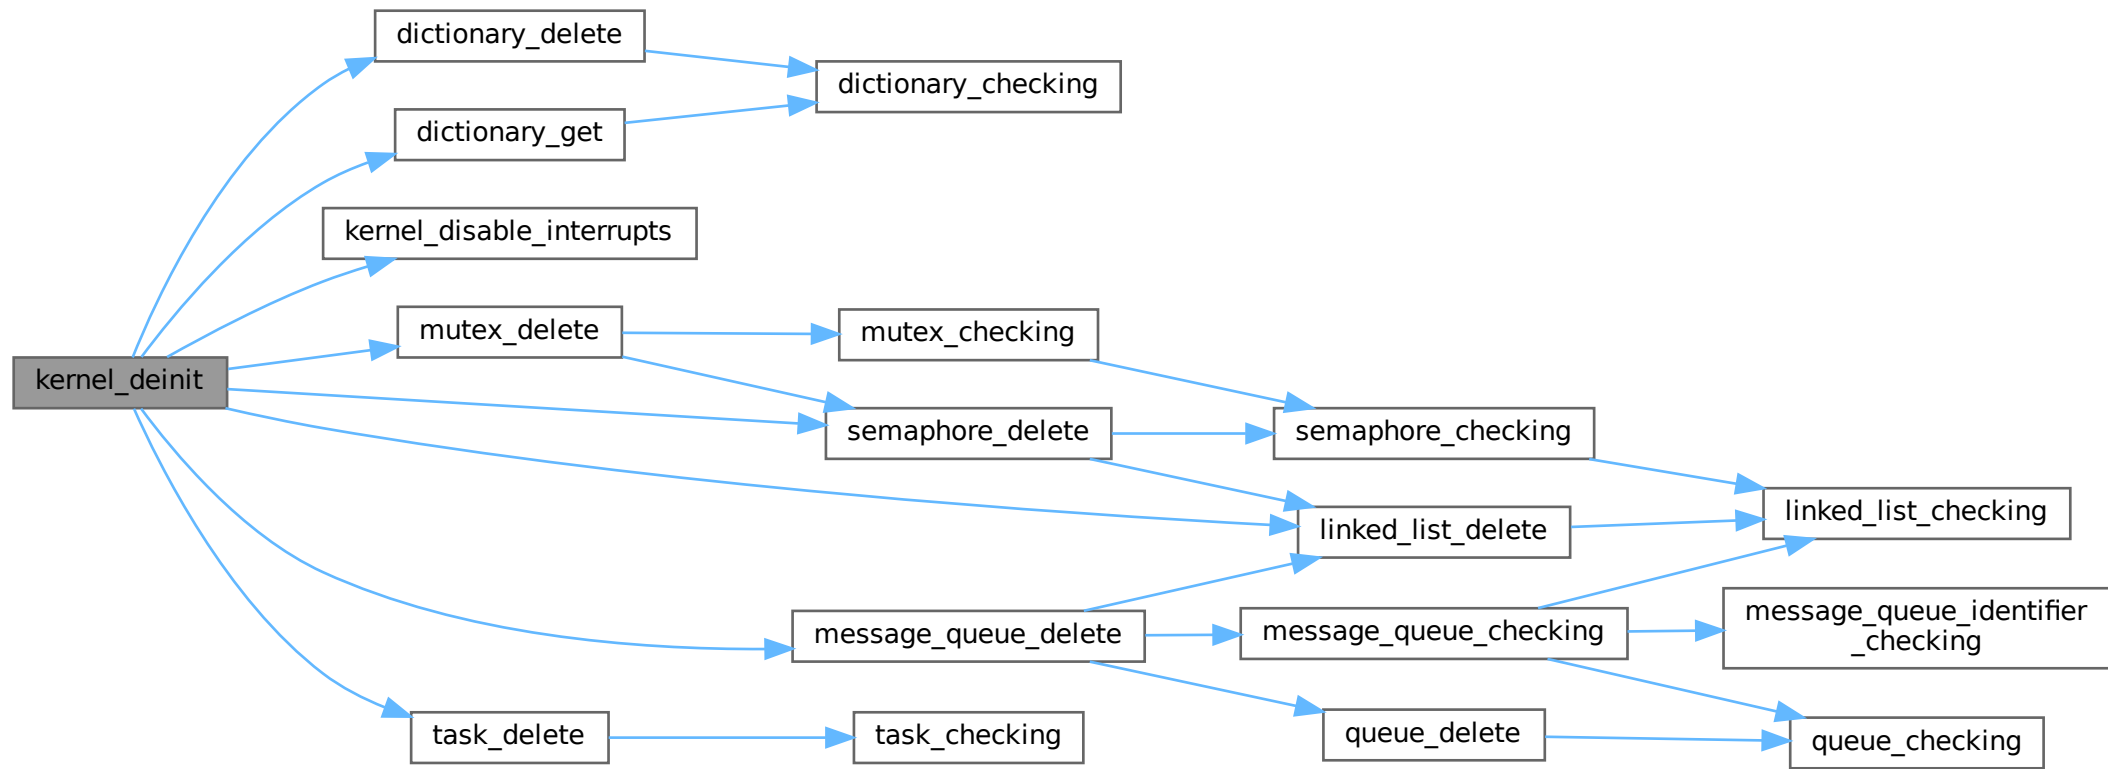 dictionary_delete
dictionary_checking
dictionary_get
kernel_disable_interrupts
mutex_delete
mutex_checking
kernel_deinit
semaphore_delete
semaphore_checking
linked_list_delete
linked_list_checking
message_queue_delete
message_queue_checking
message_queue_identifier
_checking
task_delete
task_checking
queue_delete
queue_checking